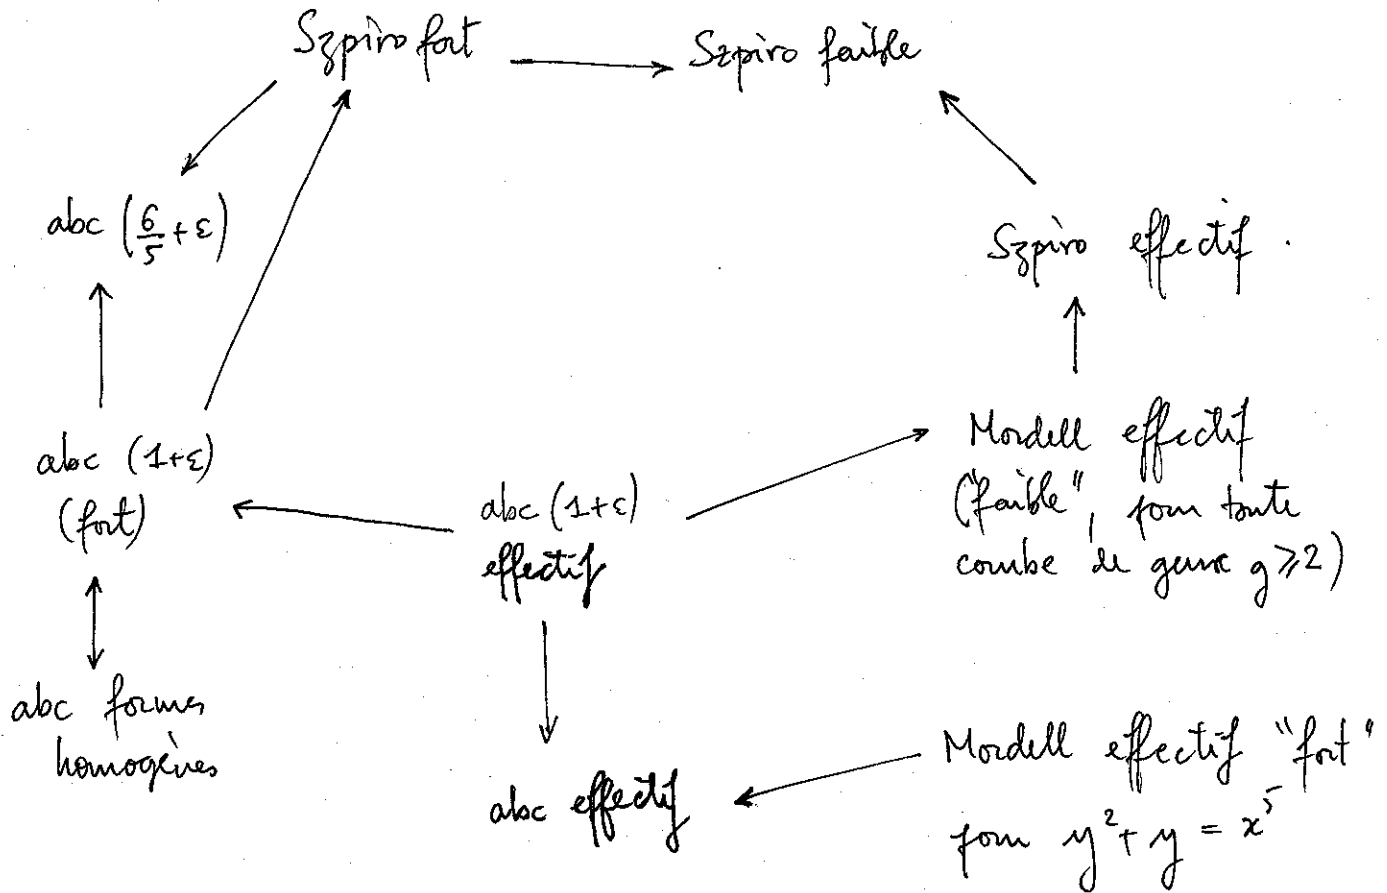 Szpiro fort
Szpiro faible
abc (6/5+ε)
Szpiro effectif.
abc (1+ε)
(fort)
abc (1+ε)
effectif
Mordell effectif
("faible", pour toute
courbe de genre g⩾2)
abc formes
homogènes
abc effectif
Mordell effectif "fort"
pour y²+y = x⁵